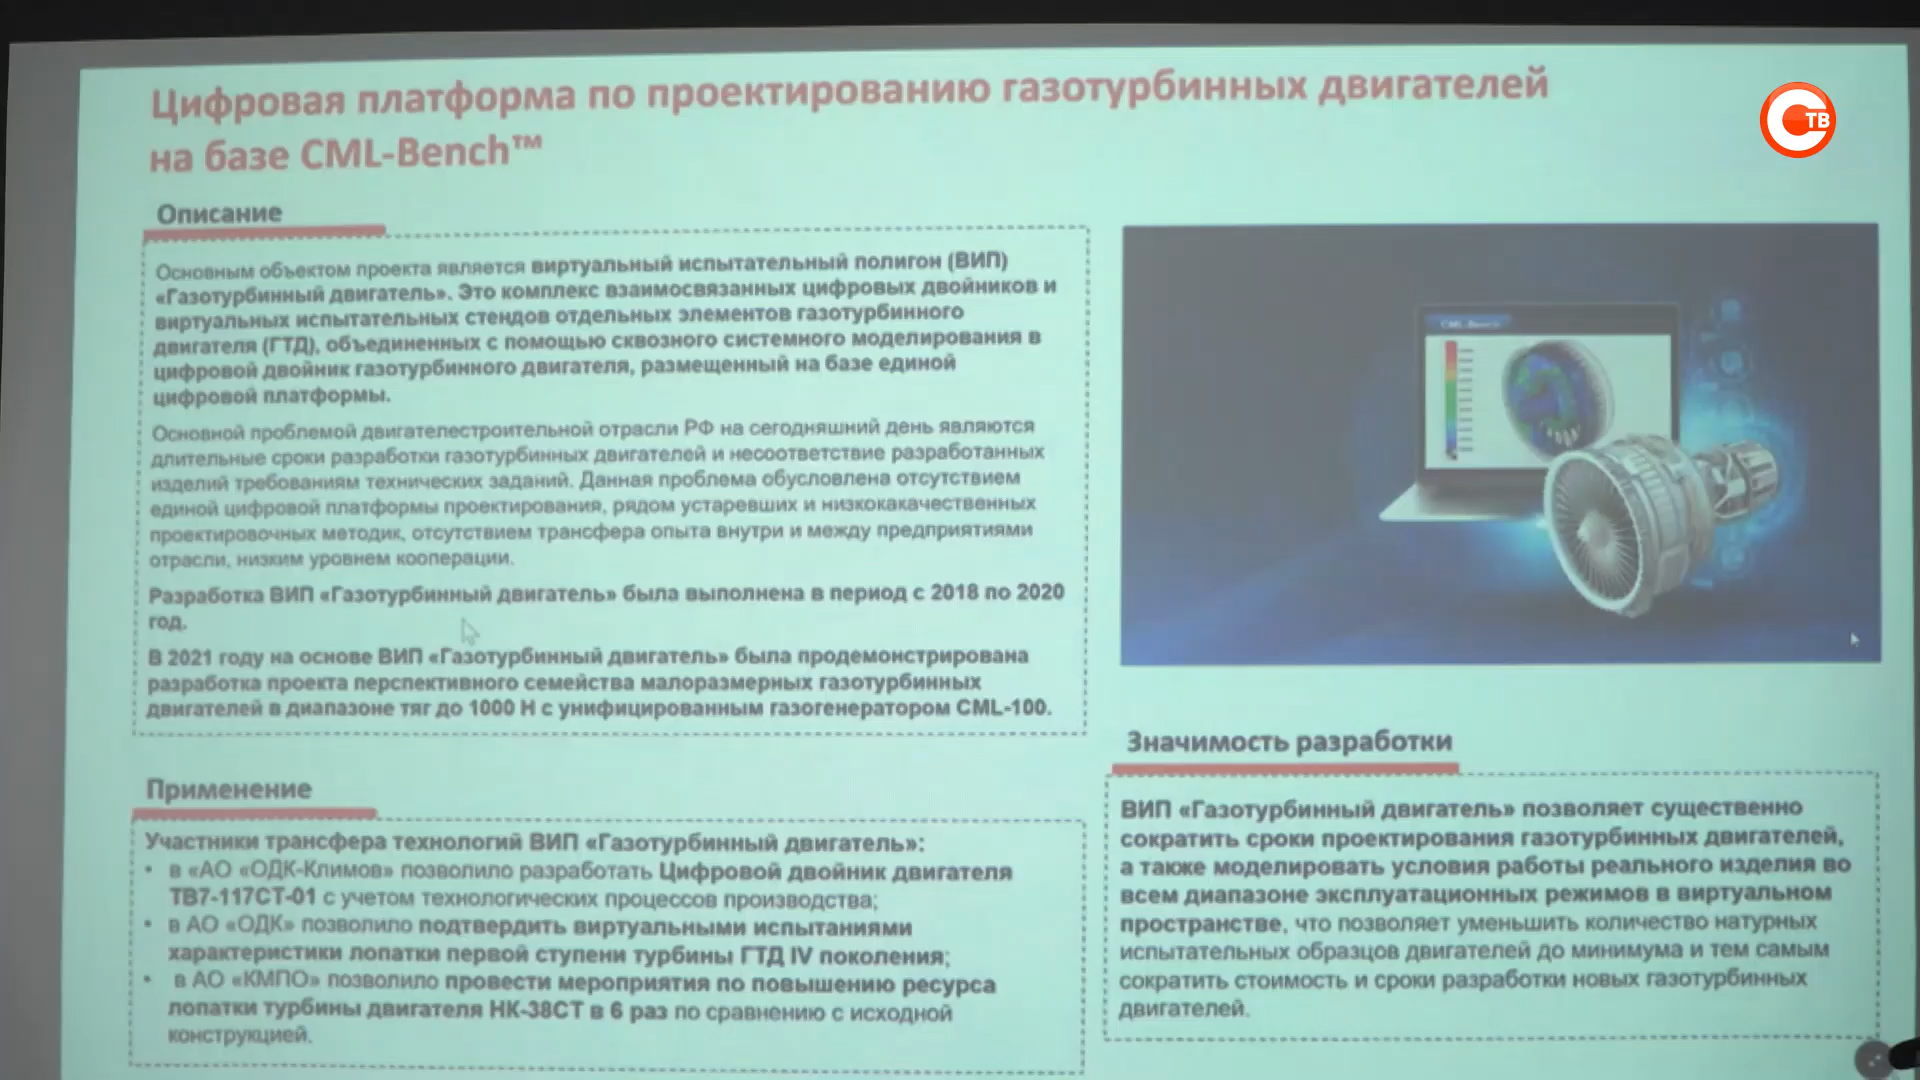 Цифровая платформа по проектированию газотурбинных двигателей
на базе CML-Bench™
ТВ
Описание
Основным объектом проекта является виртуальный испытательный полигон (ВИП)
«Газотурбинный двигатель». Это комплекс взаимосвязанных цифровых двойников и
виртуальных испытательных стендов отдельных элементов газотурбинного
двигателя (ГТД), объединенных с помощью сквозного системного моделирования в
цифровой двойник газотурбинного двигателя, размещенный на базе единой
цифровой платформы.
Основной проблемой двигателестроительной отрасли РФ на сегодняшний день являются
длительные сроки разработки газотурбинных двигателей и несоответствие разработанных
изделий требованиям технических заданий. Данная проблема обусловлена отсутствием
единой цифровой платформы проектирования, рядом устаревших и низкокакачественных
проектировочных методик, отсутствием трансфера опыта внутри и между предприятиями
отрасли, низким уровнем кооперации.
Разработка ВИП «Газотурбинный двигатель» была выполнена в период с 2018 по 2020
год.
В 2021 году на основе ВИП «Газотурбинный двигатель» была продемонстрирована
разработка проекта перспективного семейства малоразмерных газотурбинных
двигателей в диапазоне тяг до 1000 Н с унифицированным газогенератором CML-100.
CML-Bench
Применение
Участники трансфера технологий ВИП «Газотурбинный двигатель»:
• в «АО «ОДК-Климов» позволило разработать Цифровой двойник двигателя
ТВ7-117СТ-01 с учетом технологических процессов производства;
• в АО «ОДК» позволило подтвердить виртуальными испытаниями
характеристики лопатки первой ступени турбины ГТД IV поколения;
• в АО «КМПО» позволило провести мероприятия по повышению ресурса
лопатки турбины двигателя НК-38СТ в 6 раз по сравнению с исходной
конструкцией.
Значимость разработки
ВИП «Газотурбинный двигатель» позволяет существенно
сократить сроки проектирования газотурбинных двигателей,
а также моделировать условия работы реального изделия во
всем диапазоне эксплуатационных режимов в виртуальном
пространстве, что позволяет уменьшить количество натурных
испытательных образцов двигателей до минимума и тем самым
сократить стоимость и сроки разработки новых газотурбинных
двигателей.